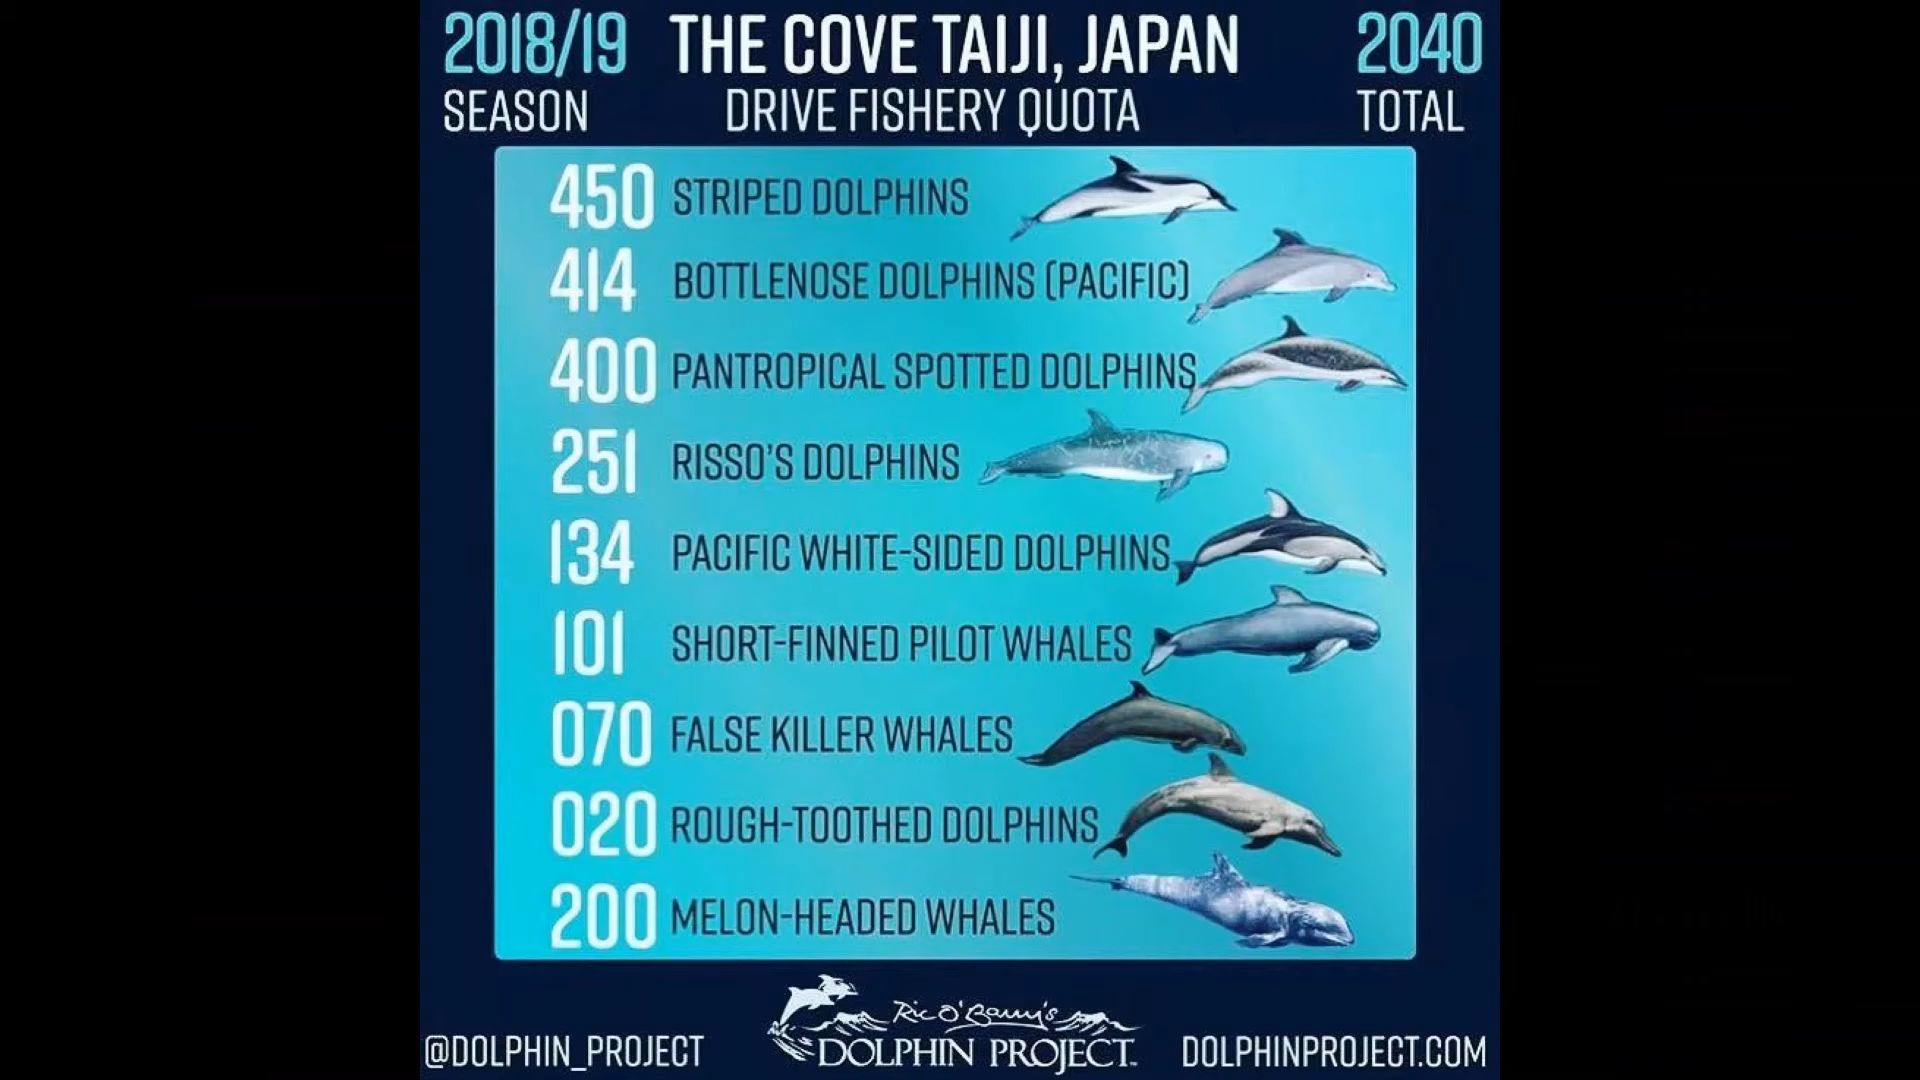 2018/19 THE COVE TAIJI, JAPAN 2040
SEASON DRIVE FISHERY QUOTA TOTAL
450 STRIPED DOLPHINS
414 BOTTLENOSE DOLPHINS (PACIFIC)
400 PANTROPICAL SPOTTED DOLPHINS
251 RISSO'S DOLPHINS
134 PACIFIC WHITE-SIDED DOLPHINS
101 SHORT-FINNED PILOT WHALES
070 FALSE KILLER WHALES
020 ROUGH-TOOTHED DOLPHINS
200 MELON-HEADED WHALES
Ric O'Barry's
@DOLPHIN_PROJECT DOLPHIN PROJECT™ DOLPHINPROJECT.COM